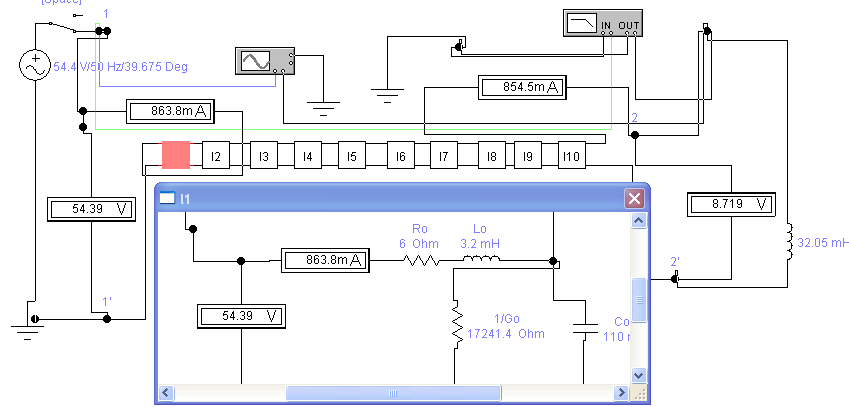 1
IN OUT
54.4 V/50 Hz/39.675 Deg
863.8mA
854.5mA
2
I2 I3 I4 I5 I6 I7 I8 I9 I10
54.39 V
8.719 V
I1
Ro
6 Ohm
Lo
3.2 mH
863.8mA
32.05 mH
2'
1'
54.39 V
1/Go
17241.4 Ohm
Co
110